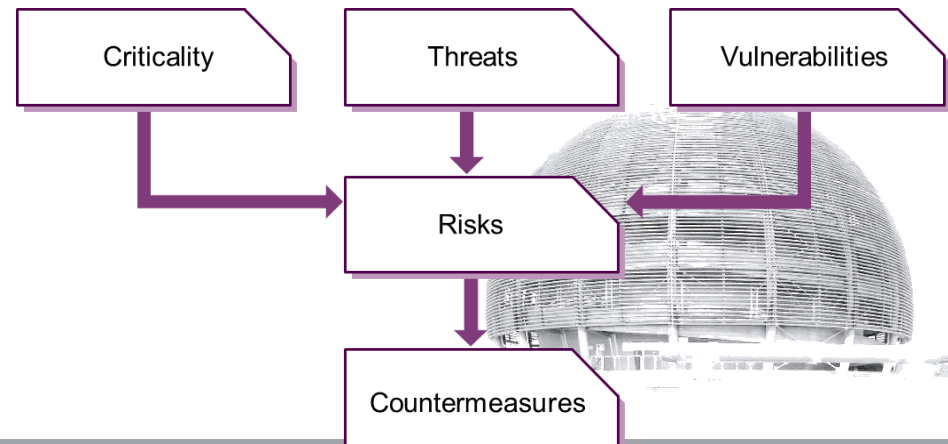 Criticality
Threats
Vulnerabilities
Risks
Countermeasures